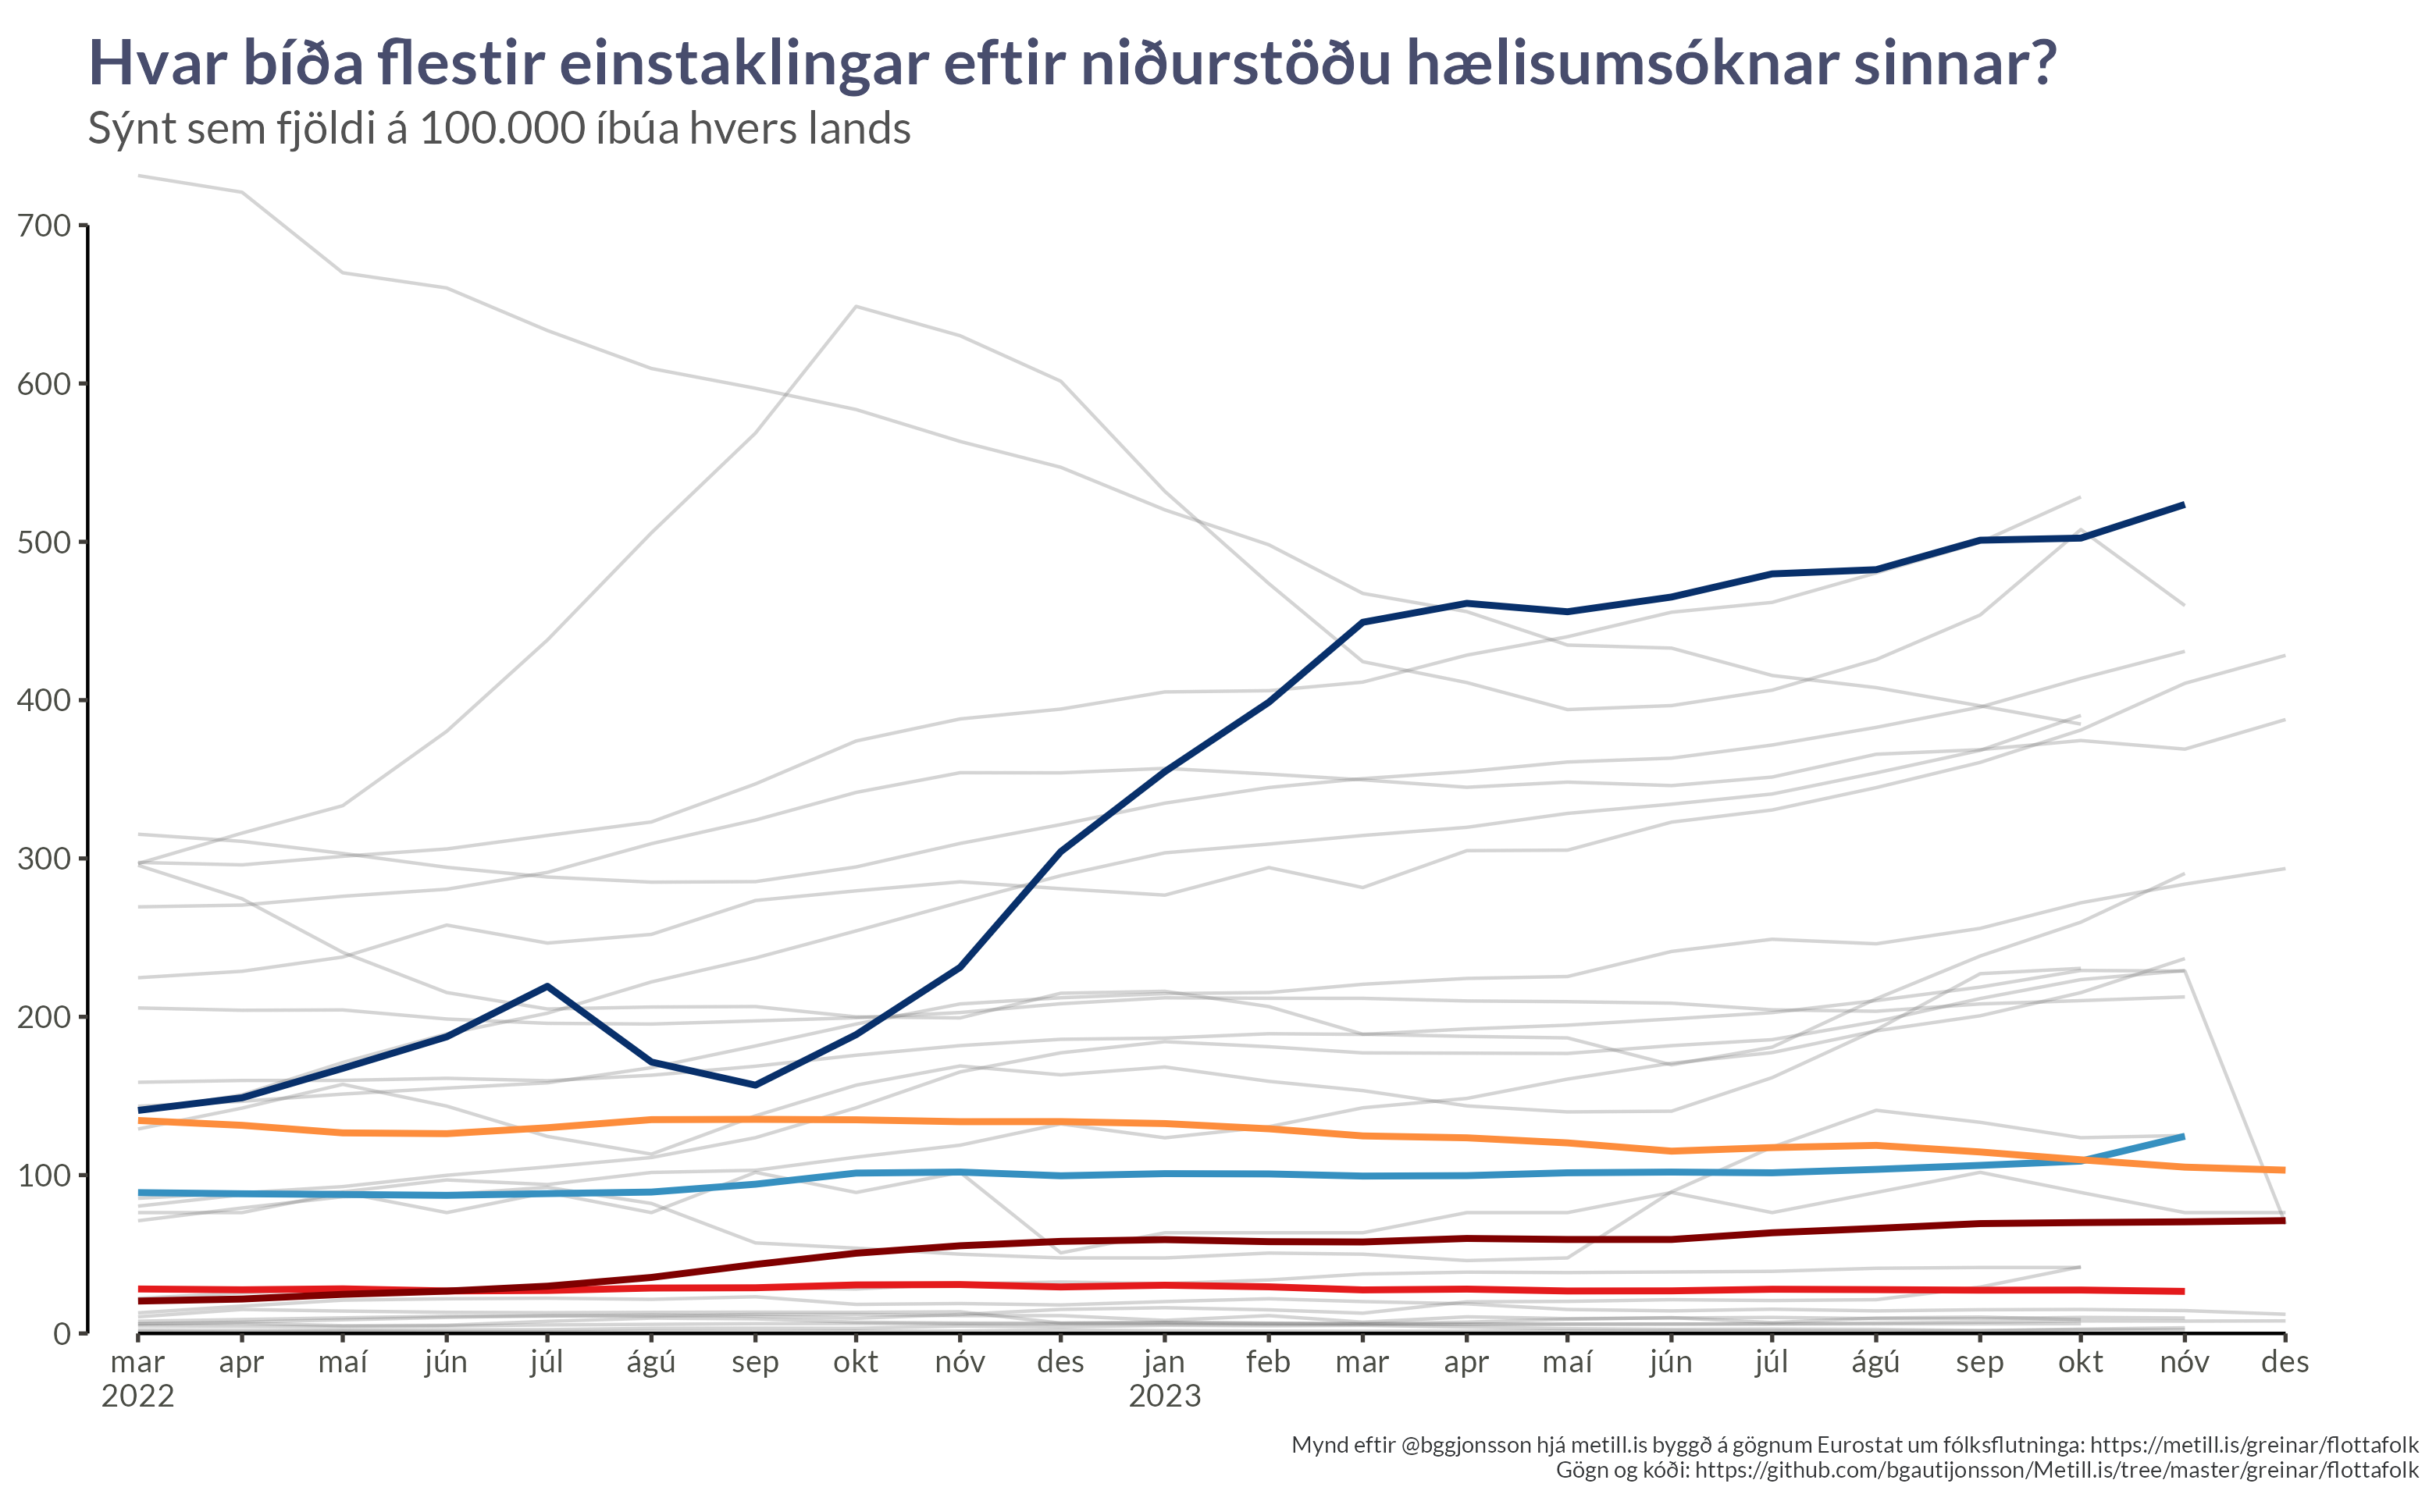 Hvar bíða flestir einstaklingar eftir niðurstöðu hælisumsóknar sinnar?
Sýnt sem fjöldi á 100.000 íbúa hvers lands
700
600
500
400
300
200
100
0
mar apr maí jún júl ágú sep okt nóv des jan feb mar apr maí jún júl ágú sep okt nóv des
2022 2023
Mynd eftir @bggjonsson hjá metill.is byggð á gögnum Eurostat um fólksflutninga: https://metill.is/greinar/flottafolk
Gögn og kóði: https://github.com/bgautijonsson/Metill.is/tree/master/greinar/flottafolk